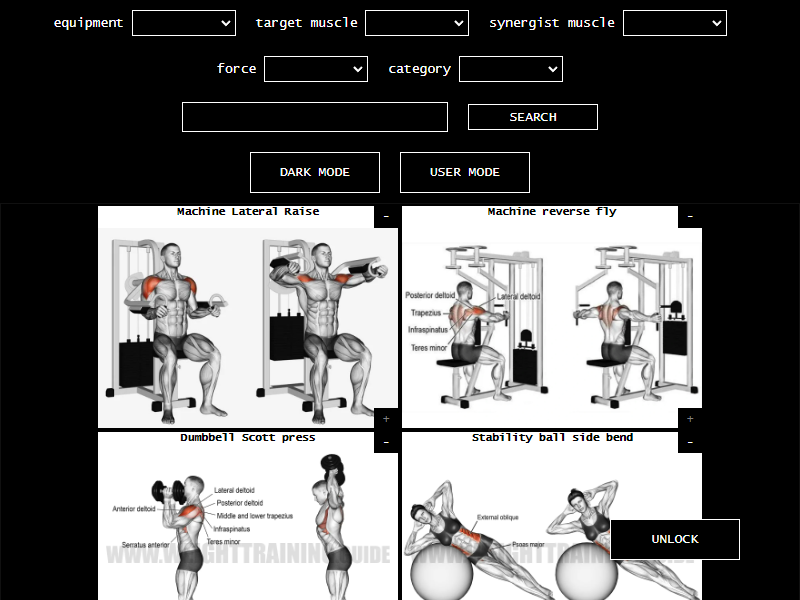 equipment target muscle synergist muscle
force category
SEARCH
DARK MODE USER MODE
Machine Lateral Raise - Machine reverse fly -
Posterior deltoid Lateral deltoid
Trapezius
Infraspinatus
Teres minor
+ +
Dumbbell Scott press - Stability ball side bend -
Lateral deltoid
Posterior deltoid
Anterior deltoid
Middle and lower trapezius
External oblique
Infraspinatus
Teres minor
Serratus anterior
Psoas major
UNLOCK